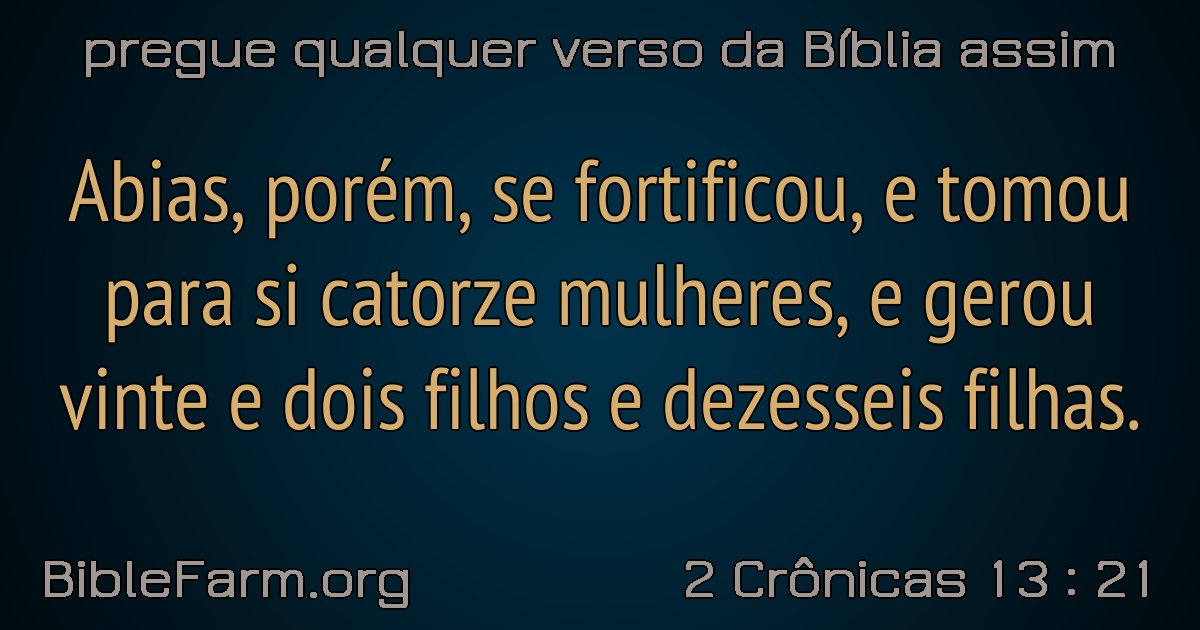 pregue qualquer verso da Bíblia assim
Abias, porém, se fortificou, e tomou
para si catorze mulheres, e gerou
vinte e dois filhos e dezesseis filhas.
BibleFarm.org
2 Crônicas 13 : 21